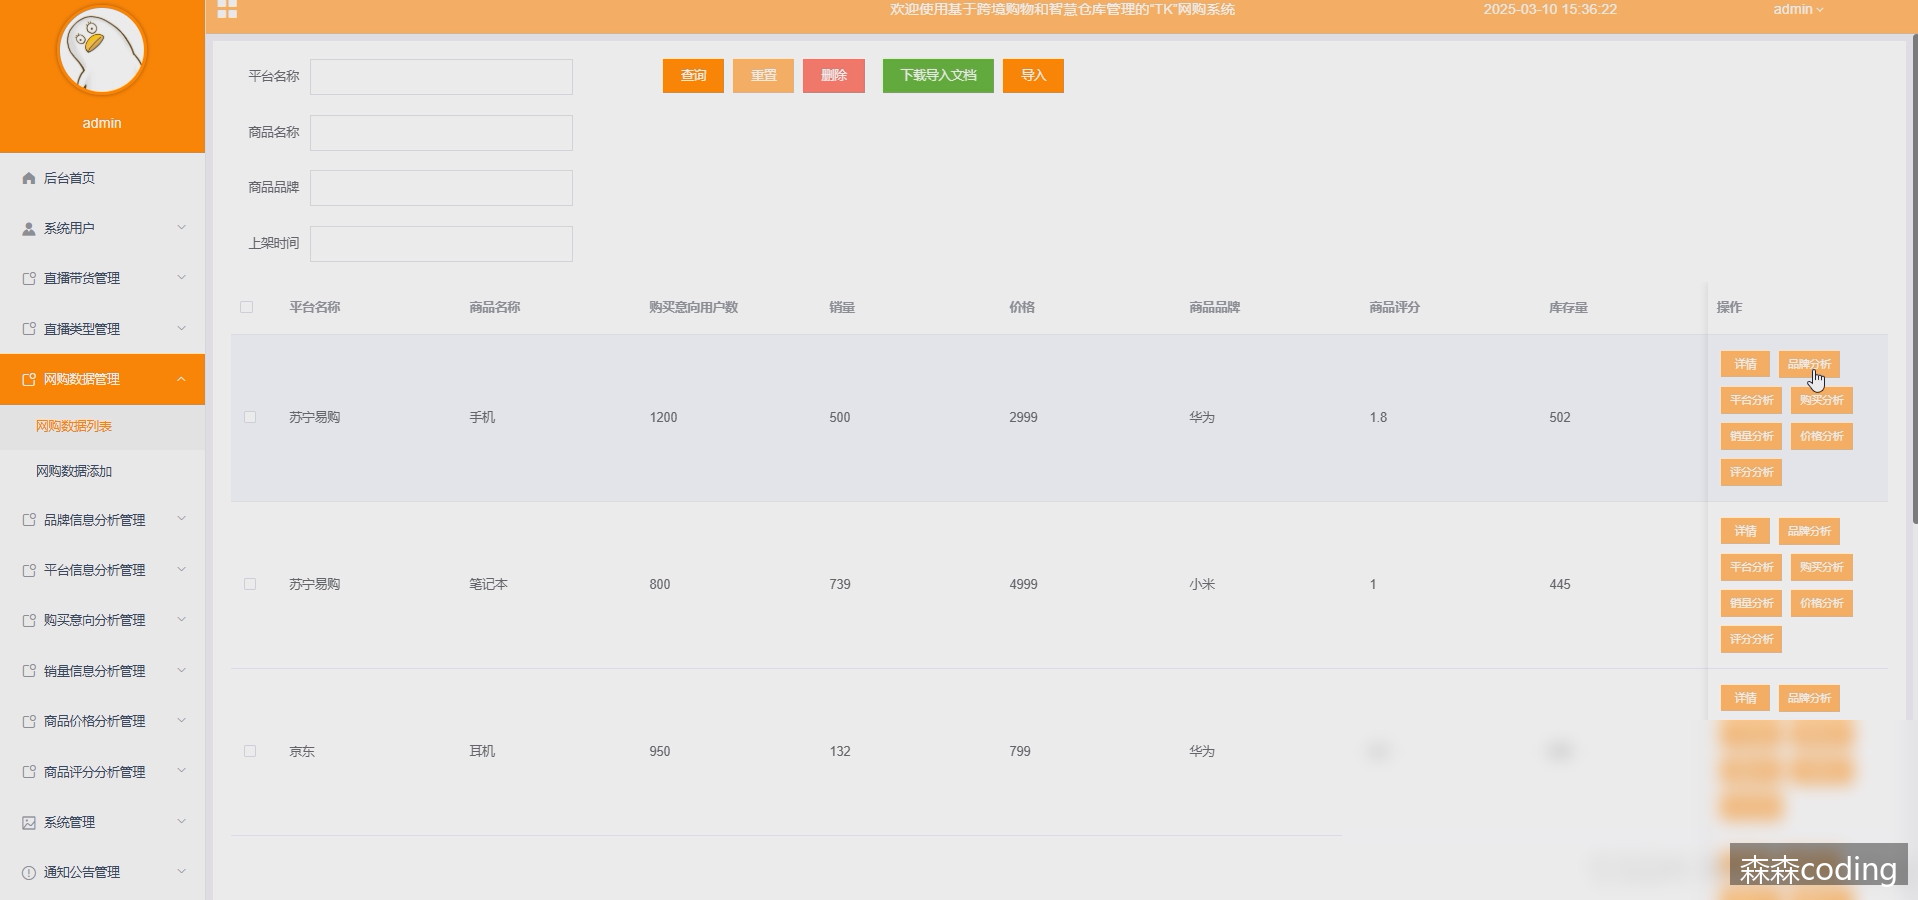 欢迎使用基于跨境购物和智慧仓库管理的"TK"网购系统
2025-03-10 15:36:22
admin
admin
后台首页
系统用户
直播带货管理
直播类型管理
网购数据管理
网购数据列表
网购数据添加
品牌信息分析管理
平台信息分析管理
购买意向分析管理
销量信息分析管理
商品价格分析管理
商品评分分析管理
系统管理
通知公告管理
平台名称
查询 重置 删除 下载导入文档 导入
商品名称
商品品牌
上架时间
平台名称 商品名称 购买意向用户数 销量 价格 商品品牌 商品评分 库存量 操作
苏宁易购 手机 1200 500 2999 华为 1.8 502
详情 品牌分析
平台分析 购买分析
销量分析 价格分析
评分分析
苏宁易购 笔记本 800 739 4999 小米 1 445
详情 品牌分析
平台分析 购买分析
销量分析 价格分析
评分分析
京东 耳机 950 132 799 华为
详情 品牌分析
森森coding